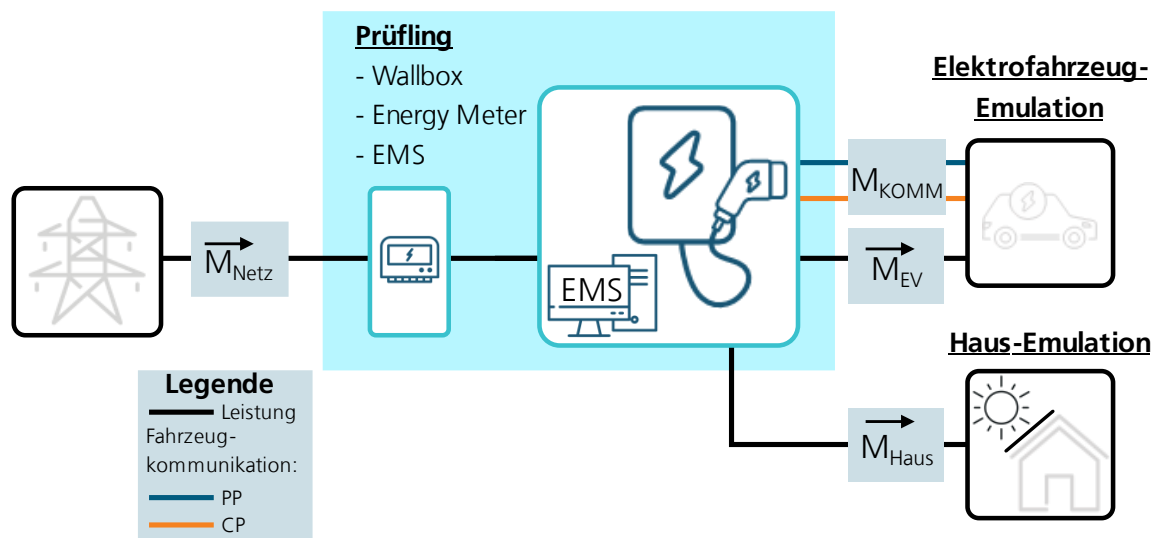 Prüfling
- Wallbox
- Energy Meter
- EMS
Elektrofahrzeug-
Emulation
M_Netz
EMS
M_KOMM
M_EV
Haus-Emulation
M_Haus
Legende
Leistung
Fahrzeug-
kommunikation:
PP
CP